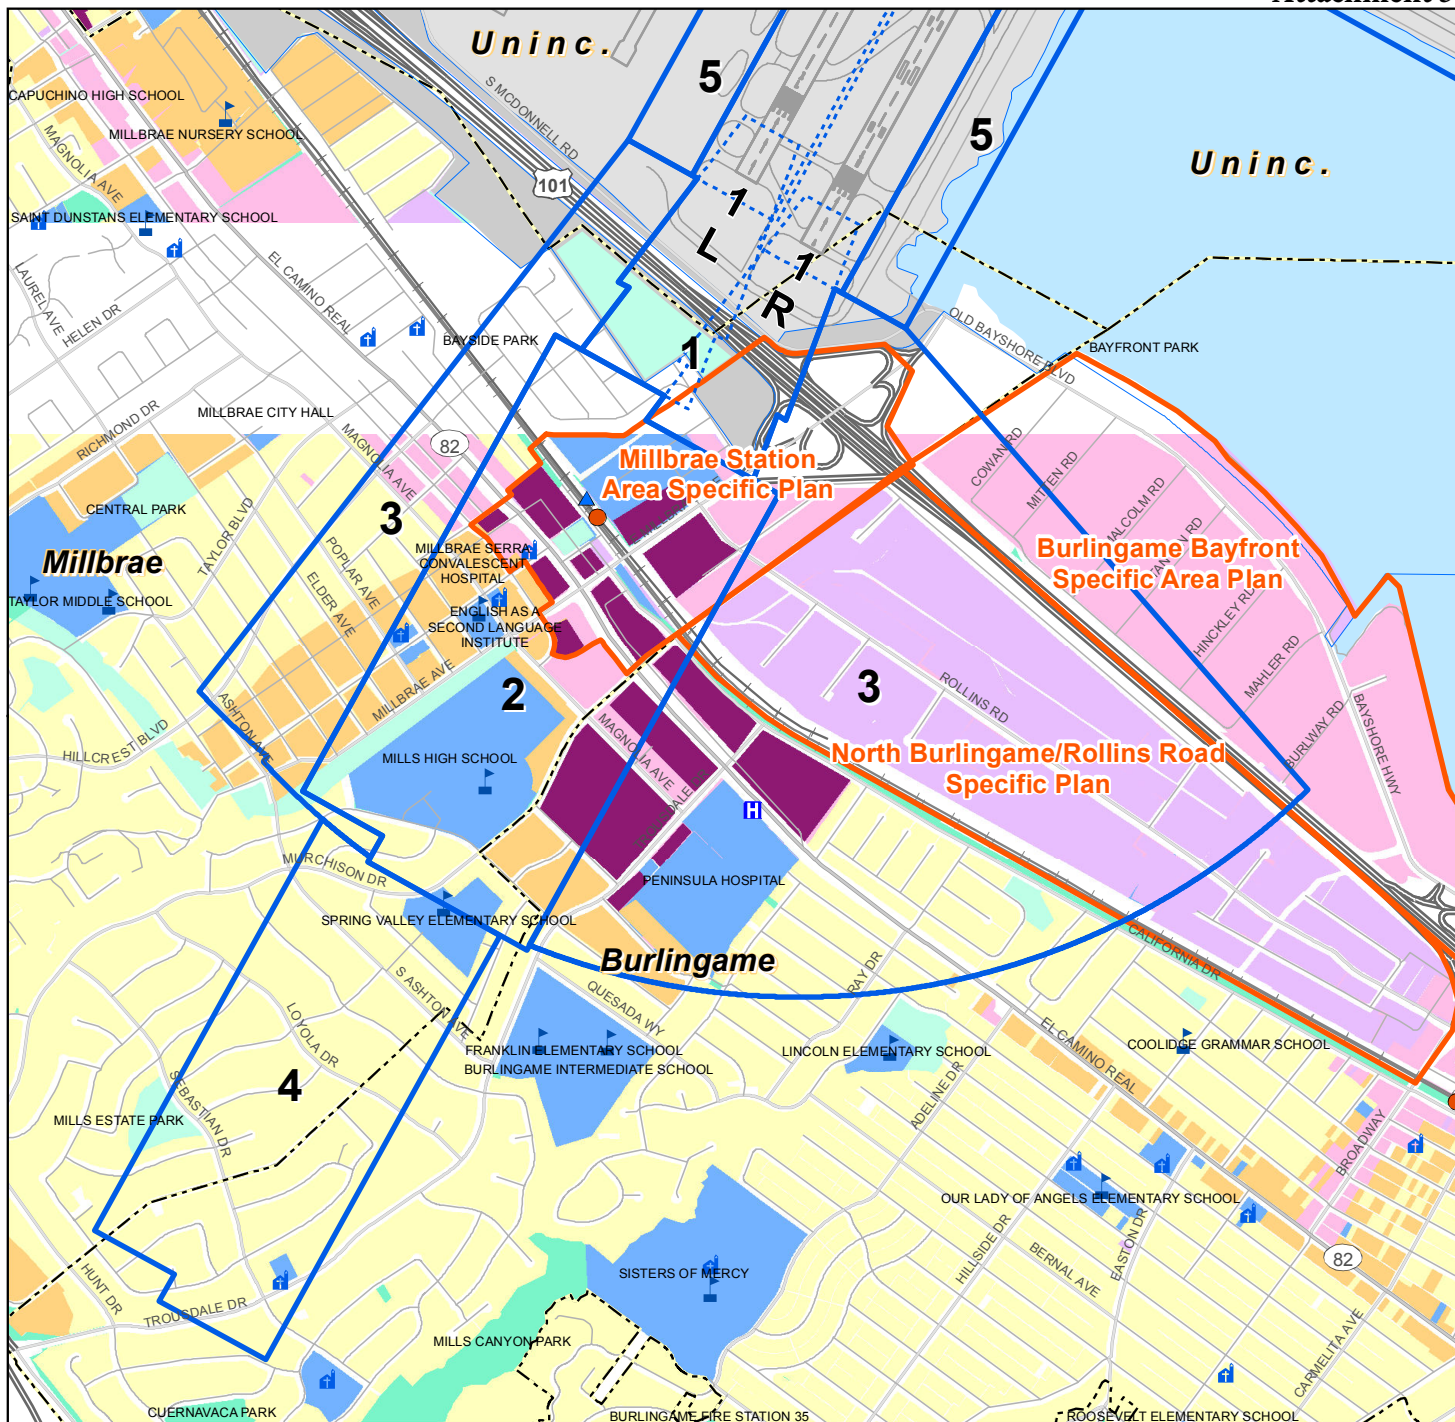 Uninc.
5
CAPUCHINO HIGH SCHOOL
S MCDONNELL RD
MILLBRAE NURSERY SCHOOL
5
MAGNOLIA AVE
Uninc.
101
1
SAINT DUNSTANS ELEMENTARY SCHOOL
L
1
R
EL CAMINO REAL
LAUREL AVE
HELEN DR
OLD BAYSHORE BLVD
BAYSIDE PARK
1
BAYFRONT PARK
RICHMOND DR
MILLBRAE CITY HALL
82
MAGNOLIA AVE
COWAN RD
Millbrae Station
Area Specific Plan
MITTEN RD
CENTRAL PARK
3
MALCOLM RD
TAYLOR BLVD
Millbrae
MILLBRAE SERRA
CONVALESCENT
HOSPITAL
Burlingame Bayfront
Specific Area Plan
POPLAR AVE
ELDER AVE
TAYLOR MIDDLE SCHOOL
ENGLISH AS A
SECOND LANGUAGE
INSTITUTE
HINCKLEY RD
MAHLER RD
2
3
MILLBRAE AVE
ROLLINS RD
ASHTON AVE
BURLWAY RD
BAYSHORE HWY
HILLCREST BLVD
MAGNOLIA AVE
MILLS HIGH SCHOOL
North Burlingame/Rollins Road
Specific Plan
H
MURCHISON DR
PENINSULA HOSPITAL
SPRING VALLEY ELEMENTARY SCHOOL
Burlingame
CALIFORNIA DR
S ASHTON AVE
QUESADA WY
RAY DR
LOYOLA DR
FRANKLIN ELEMENTARY SCHOOL
BURLINGAME INTERMEDIATE SCHOOL
LINCOLN ELEMENTARY SCHOOL
EL CAMINO REAL
COOLIDGE GRAMMAR SCHOOL
4
SEBASTIAN DR
ADELINE DR
MILLS ESTATE PARK
BROADWAY
OUR LADY OF ANGELS ELEMENTARY SCHOOL
HILLSIDE DR
EASTON DR
BERNAL AVE
82
SISTERS OF MERCY
HUNT DR
TROUSDALE DR
MILLS CANYON PARK
CARMELITA AVE
CUERNAVACA PARK
BURLINGAME FIRE STATION 35
ROOSEVELT ELEMENTARY SCHOOL